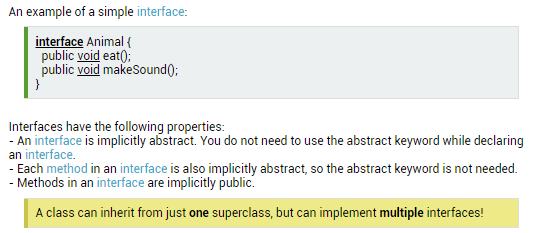 An example of a simple interface:
interface Animal {
public void eat();
public void makeSound();
}
Interfaces have the following properties:
- An interface is implicitly abstract. You do not need to use the abstract keyword while declaring
an interface.
- Each method in an interface is also implicitly abstract, so the abstract keyword is not needed.
- Methods in an interface are implicitly public.
A class can inherit from just one superclass, but can implement multiple interfaces!